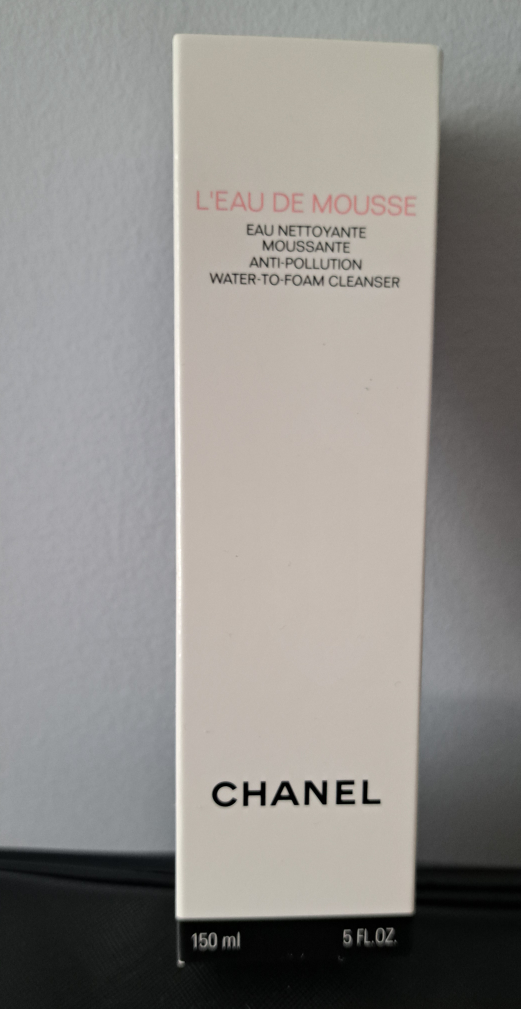 L'EAU DE MOUSSE
EAU NETTOYANTE
MOUSSANTE
ANTI-POLLUTION
WATER-TO-FOAM CLEANSER
CHANEL
150 ml 5 FL.OZ.